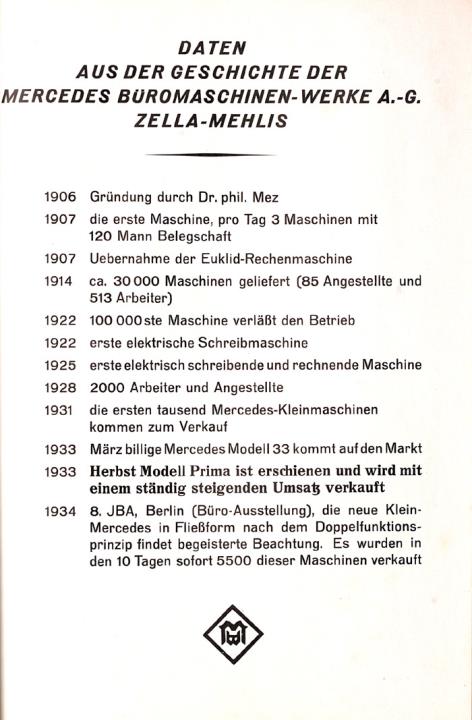 DATEN
AUS DER GESCHICHTE DER
MERCEDES BÜROMASCHINEN-WERKE A.-G.
ZELLA-MEHLIS
1906 Gründung durch Dr. phil. Mez
1907 die erste Maschine, pro Tag 3 Maschinen mit
120 Mann Belegschaft
1907 Uebernahme der Euklid-Rechenmaschine
1914 ca. 30 000 Maschinen geliefert (85 Angestellte und
513 Arbeiter)
1922 100 000ste Maschine verläßt den Betrieb
1922 erste elektrische Schreibmaschine
1925 erste elektrisch schreibende und rechnende Maschine
1928 2000 Arbeiter und Angestellte
1931 die ersten tausend Mercedes-Kleinmaschinen
kommen zum Verkauf
1933 März billige Mercedes Modell 33 kommt auf den Markt
1933 Herbst Modell Prima ist erschienen und wird mit
einem ständig steigenden Umsatz verkauft
1934 8. JBA, Berlin (Büro-Ausstellung), die neue Klein-
Mercedes in Fließform nach dem Doppelfunktions-
prinzip findet begeisterte Beachtung. Es wurden in
den 10 Tagen sofort 5500 dieser Maschinen verkauft